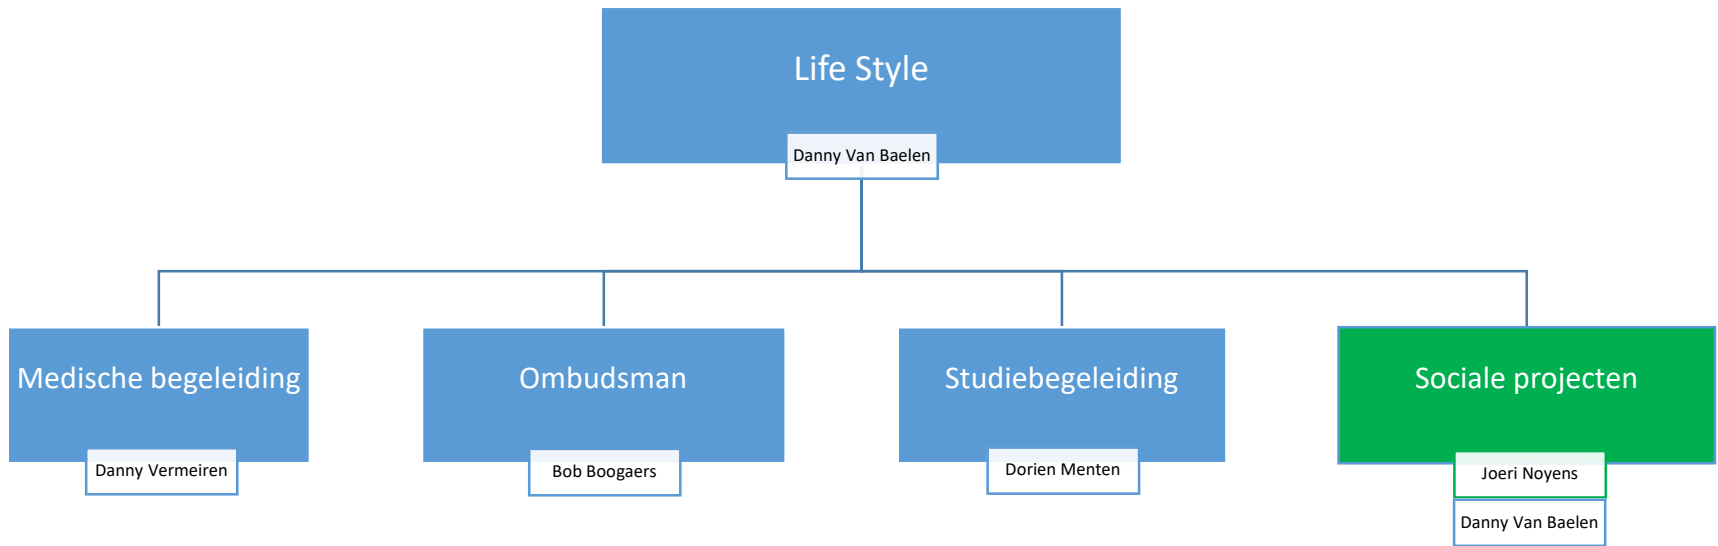 Life Style
Danny Van Baelen
Medische begeleiding
Danny Vermeiren
Ombudsman
Bob Boogaers
Studiebegeleiding
Dorien Menten
Sociale projecten
Joeri Noyens
Danny Van Baelen